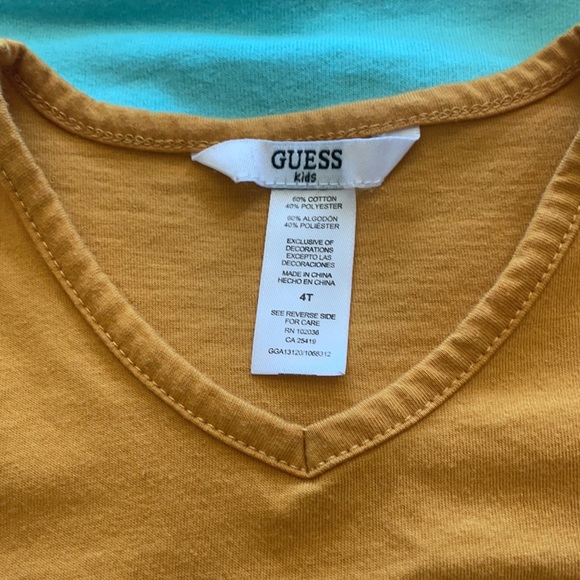 GUESS
kids
60% COTTON
40% POLYESTER
60% ALGODÓN
40% POLIÉSTER
EXCLUSIVE OF
DECORATIONS
EXCEPTO LAS
DECORACIONES
MADE IN CHINA
HECHO EN CHINA
4T
SEE REVERSE SIDE
FOR CARE
RN 102036
CA 25419
GGA13120/1068312